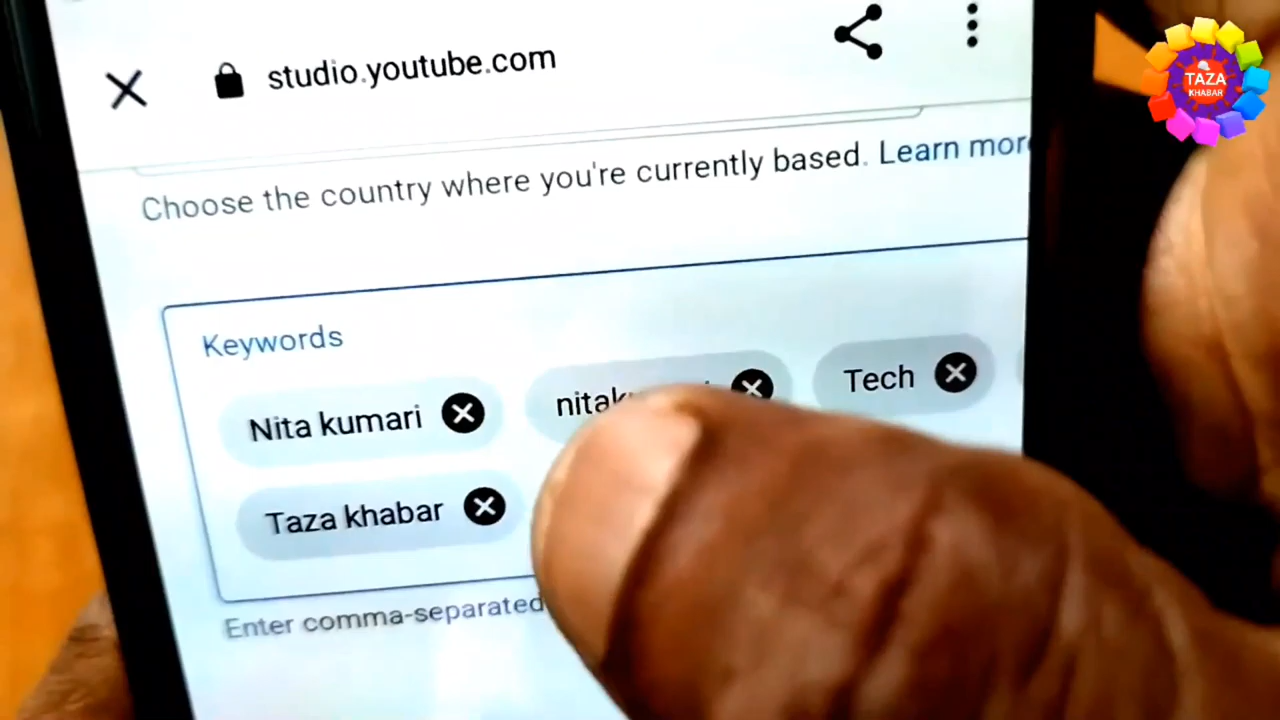 studio.youtube.com
TAZA
KHABAR
Choose the country where you're currently based. Learn
Keywords
Nita kumari
Tech
Taza khabar
Enter comma-separated